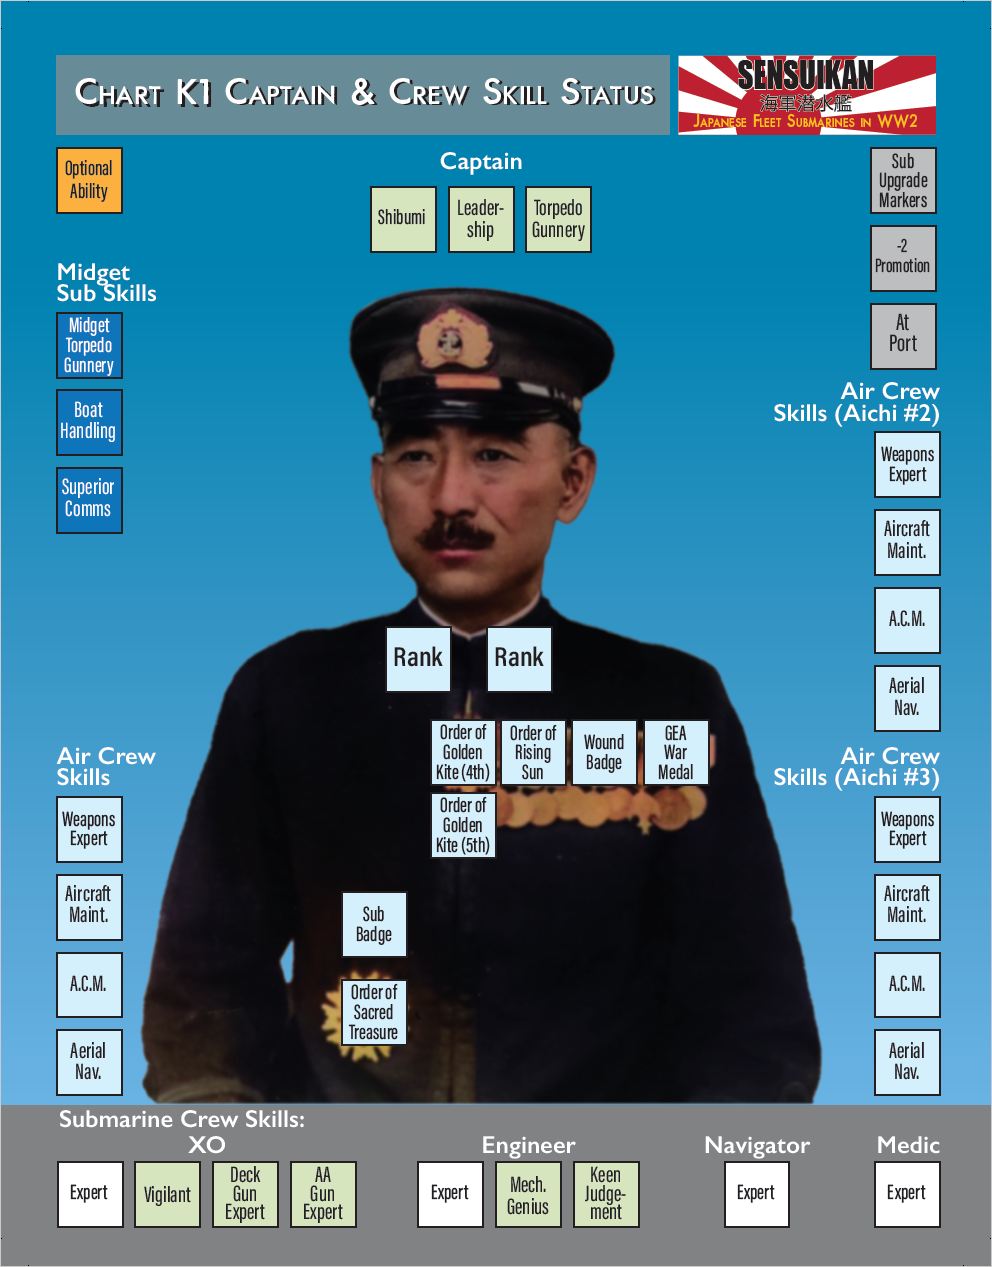 CHART K1 CAPTAIN & CREW SKILL STATUS
SENSUIKAN
海軍潜水艦
JAPANESE FLEET SUBMARINES IN WW2
Optional
Ability
Captain
Shibumi
Leader-
ship
Torpedo
Gunnery
Sub
Upgrade
Markers
-2
Promotion
At
Port
Midget
Sub Skills
Midget
Torpedo
Gunnery
Boat
Handling
Superior
Comms
Air Crew
Skills (Aichi #2)
Weapons
Expert
Aircraft
Maint.
A.C.M.
Aerial
Nav.
Rank
Rank
Order of
Golden
Kite (4th)
Order of
Rising
Sun
Wound
Badge
GEA
War
Medal
Order of
Golden
Kite (5th)
Sub
Badge
Order of
Sacred
Treasure
Air Crew
Skills
Weapons
Expert
Aircraft
Maint.
A.C.M.
Aerial
Nav.
Air Crew
Skills (Aichi #3)
Weapons
Expert
Aircraft
Maint.
A.C.M.
Aerial
Nav.
Submarine Crew Skills:
XO
Expert
Vigilant
Deck
Gun
Expert
AA
Gun
Expert
Engineer
Expert
Mech.
Genius
Keen
Judge-
ment
Navigator
Expert
Medic
Expert